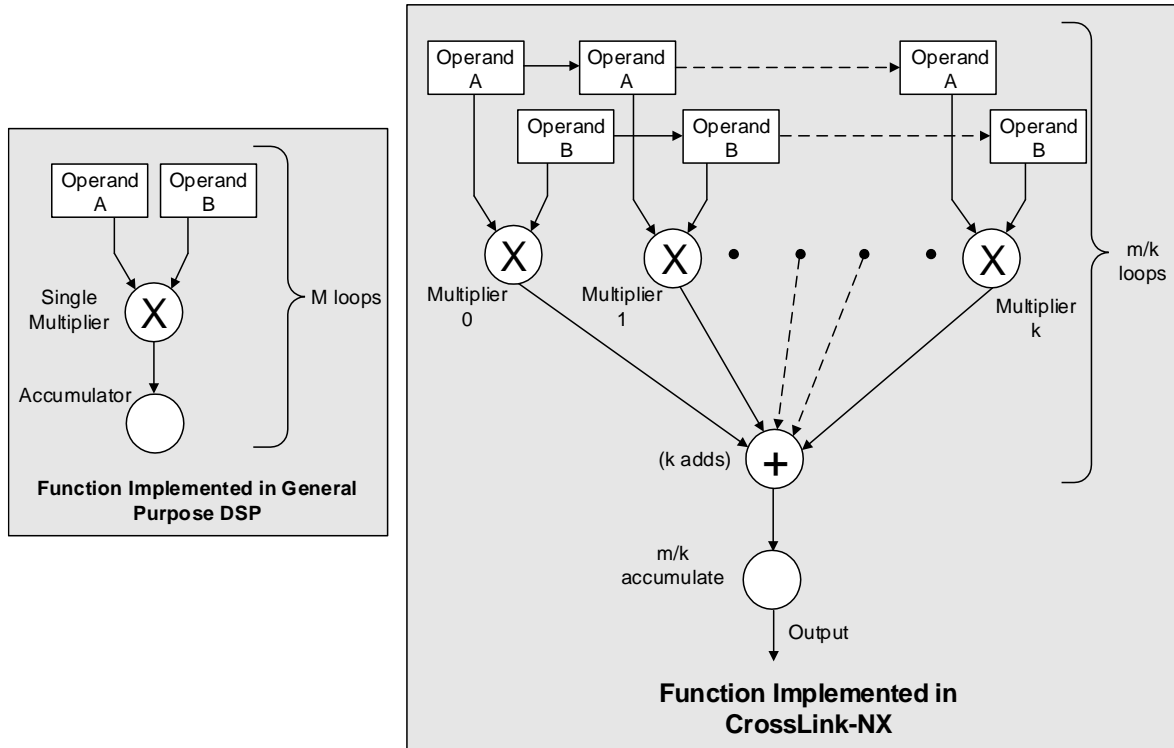 Operand
A
Operand
B
Single
Multiplier
X
M loops
Accumulator
Function Implemented in General
Purpose DSP
Operand
A
Operand
A
Operand
A
Operand
B
Operand
B
Operand
B
X
X
X
m/k
loops
Multiplier
0
Multiplier
1
Multiplier
k
(k adds)
+
m/k
accumulate
Output
Function Implemented in
CrossLink-NX